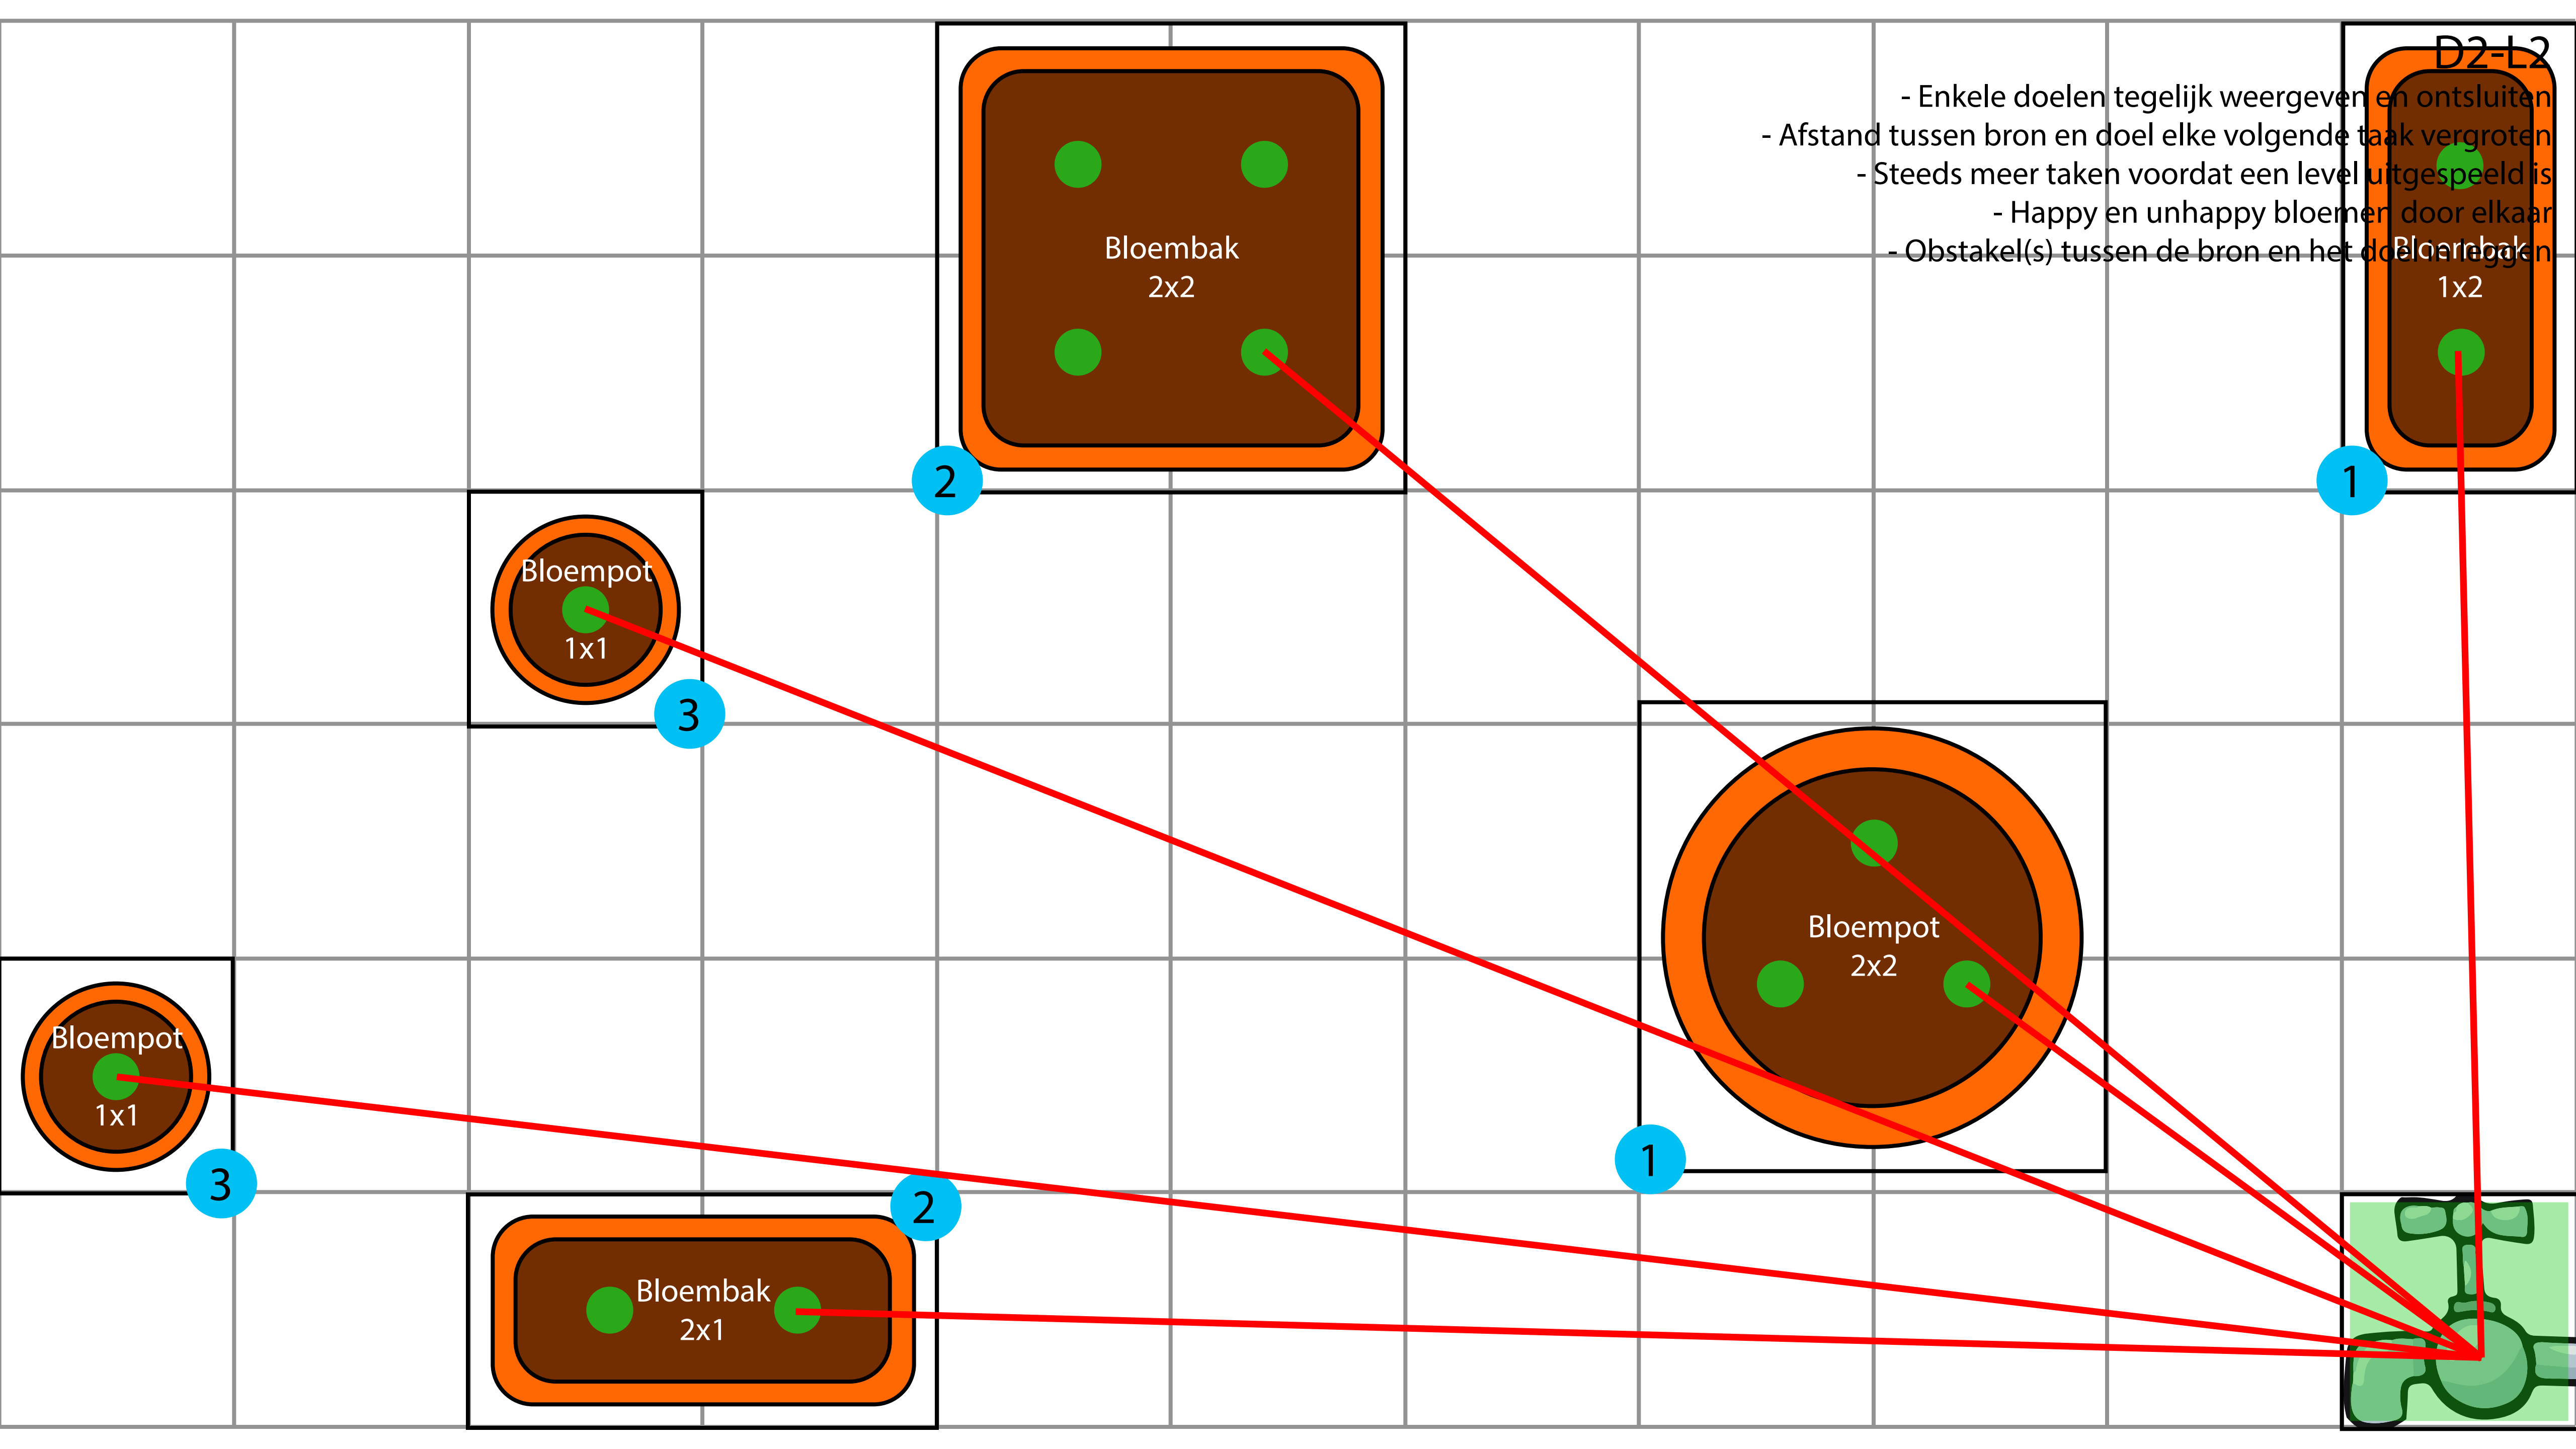 D2-L2
- Enkele doelen tegelijk weergeven en ontsluiten
- Afstand tussen bron en doel elke volgende taak vergroten
- Steeds meer taken voordat een level uitgespeeld is
- Happy en unhappy bloemen door elkaar
- Obstakel(s) tussen de bron en het doel in leggen
Bloembak
2x2
2
Bloembak
1x2
1
Bloempot
1x1
3
Bloempot
2x2
1
Bloempot
1x1
3
Bloembak
2x1
2